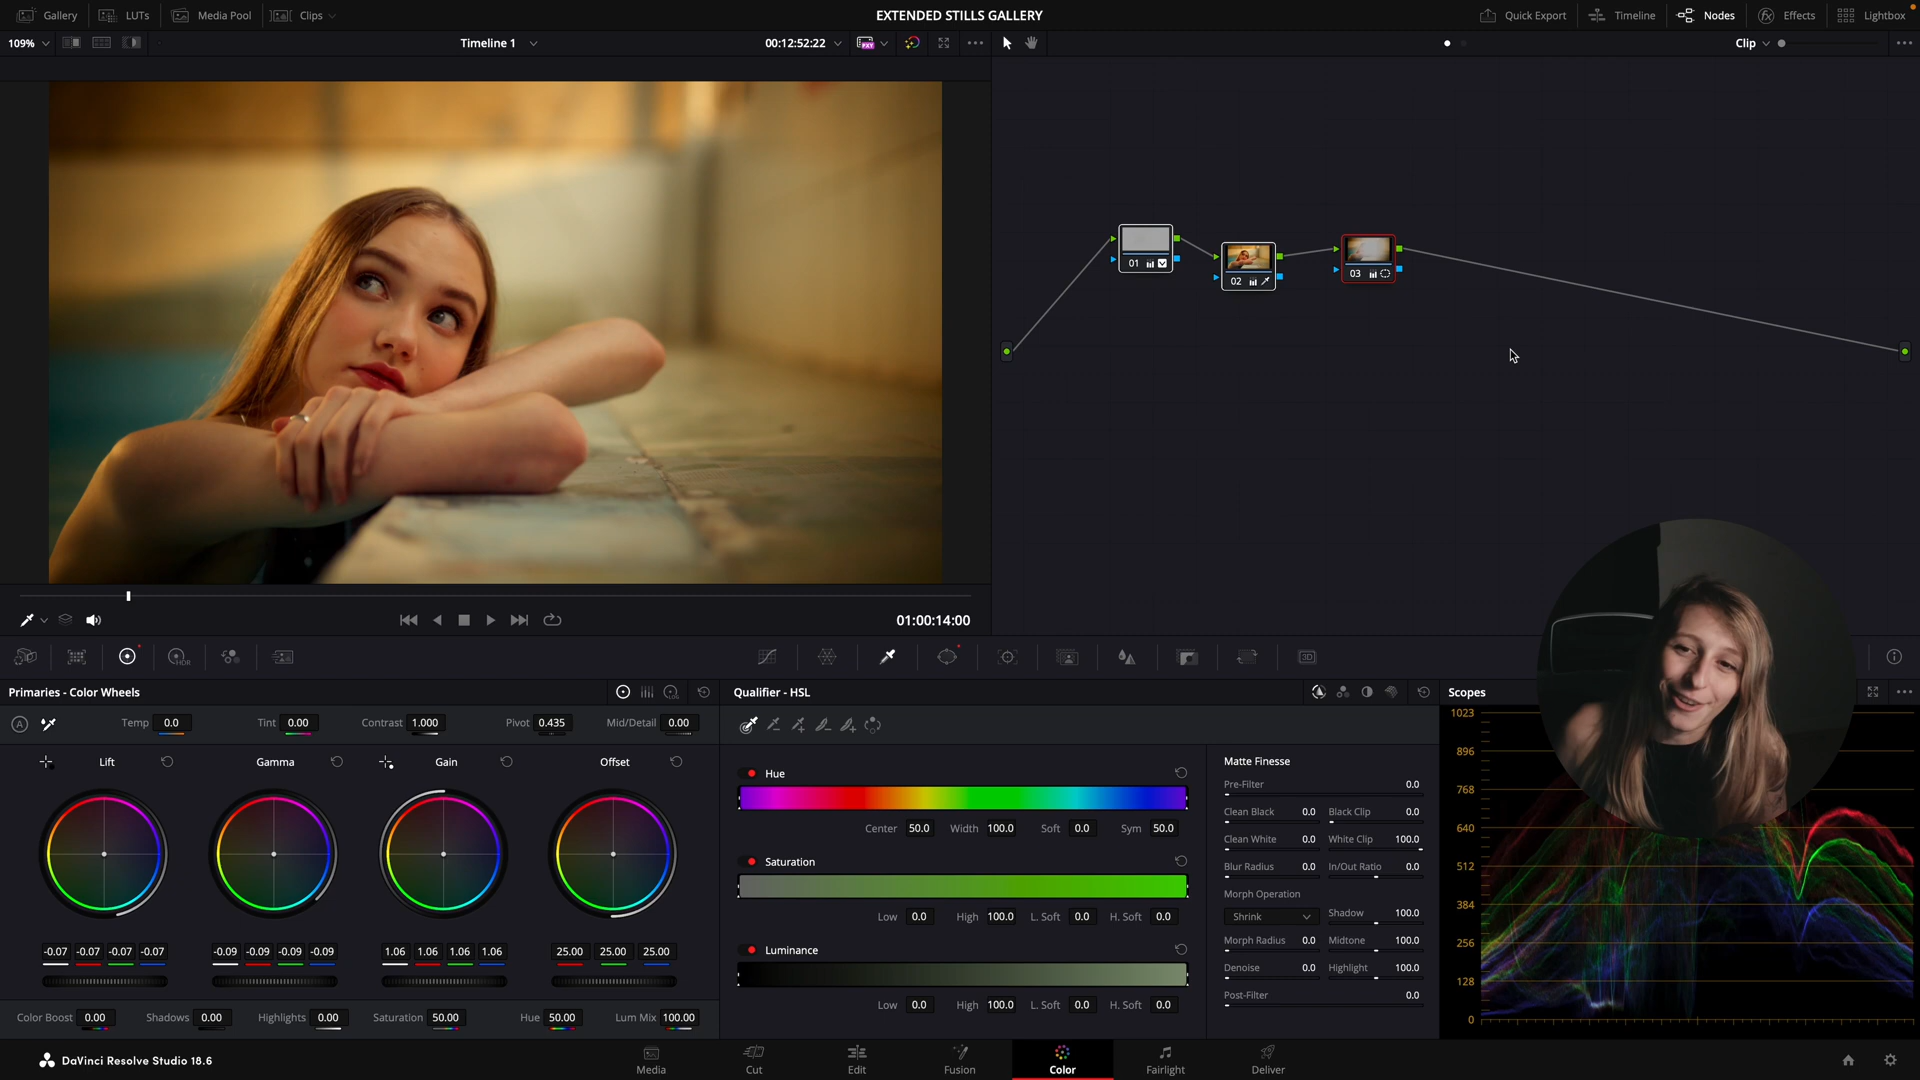 Gallery LUTs Media Pool Clips EXTENDED STILLS GALLERY Quick Export Timeline Nodes Effects Lightbox
109% Timeline 1 00:12:52:22 PXY Clip
01 02 03
01:00:14:00
HDR 3D
Primaries - Color Wheels LOG Qualifier - HSL Scopes
A Temp 0.0 Tint 0.00 Contrast 1.000 Pivot 0.435 Mid/Detail 0.00
Lift Gamma Gain Offset
-0.07 -0.07 -0.07 -0.07 -0.09 -0.09 -0.09 -0.09 1.06 1.06 1.06 1.06 25.00 25.00 25.00
Color Boost 0.00 Shadows 0.00 Highlights 0.00 Saturation 50.00 Hue 50.00 Lum Mix 100.00
Hue
Center 50.0 Width 100.0 Soft 0.0 Sym 50.0
Saturation
Low 0.0 High 100.0 L. Soft 0.0 H. Soft 0.0
Luminance
Low 0.0 High 100.0 L. Soft 0.0 H. Soft 0.0
Matte Finesse
Pre-Filter 0.0
Clean Black 0.0 Black Clip 0.0
Clean White 0.0 White Clip 100.0
Blur Radius 0.0 In/Out Ratio 0.0
Morph Operation
Shrink Shadow 100.0
Morph Radius 0.0 Midtone 100.0
Denoise 0.0 Highlight 100.0
Post-Filter 0.0
1023
896
768
640
512
384
256
128
0
DaVinci Resolve Studio 18.6 Media Cut Edit Fusion Color Fairlight Deliver